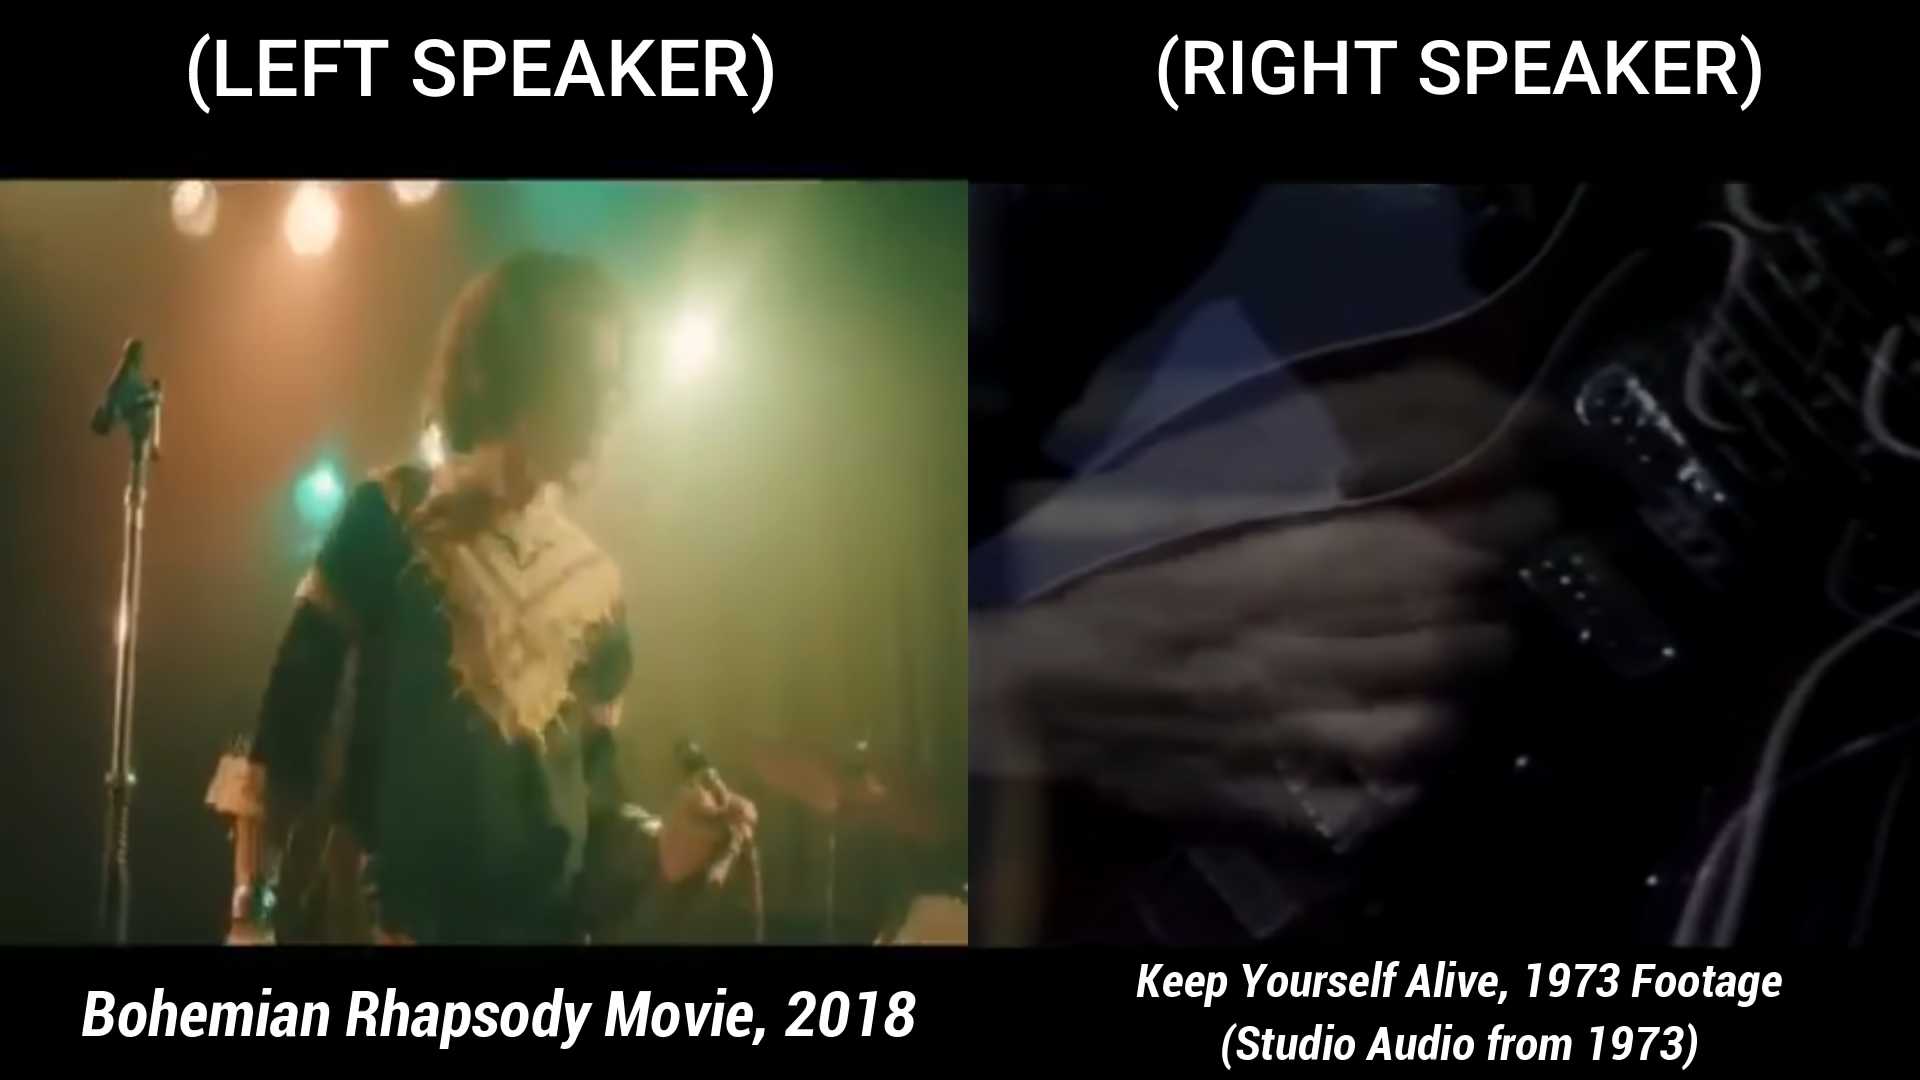 (LEFT SPEAKER)
(RIGHT SPEAKER)
Bohemian Rhapsody Movie, 2018
Keep Yourself Alive, 1973 Footage
(Studio Audio from 1973)